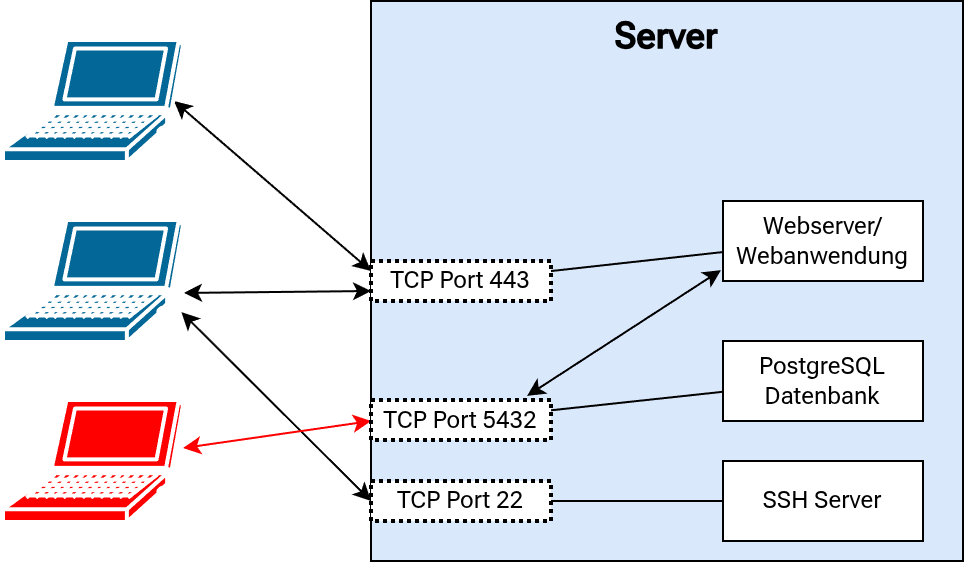 Server
Webserver/
Webanwendung
TCP Port 443
PostgreSQL
Datenbank
TCP Port 5432
TCP Port 22
SSH Server